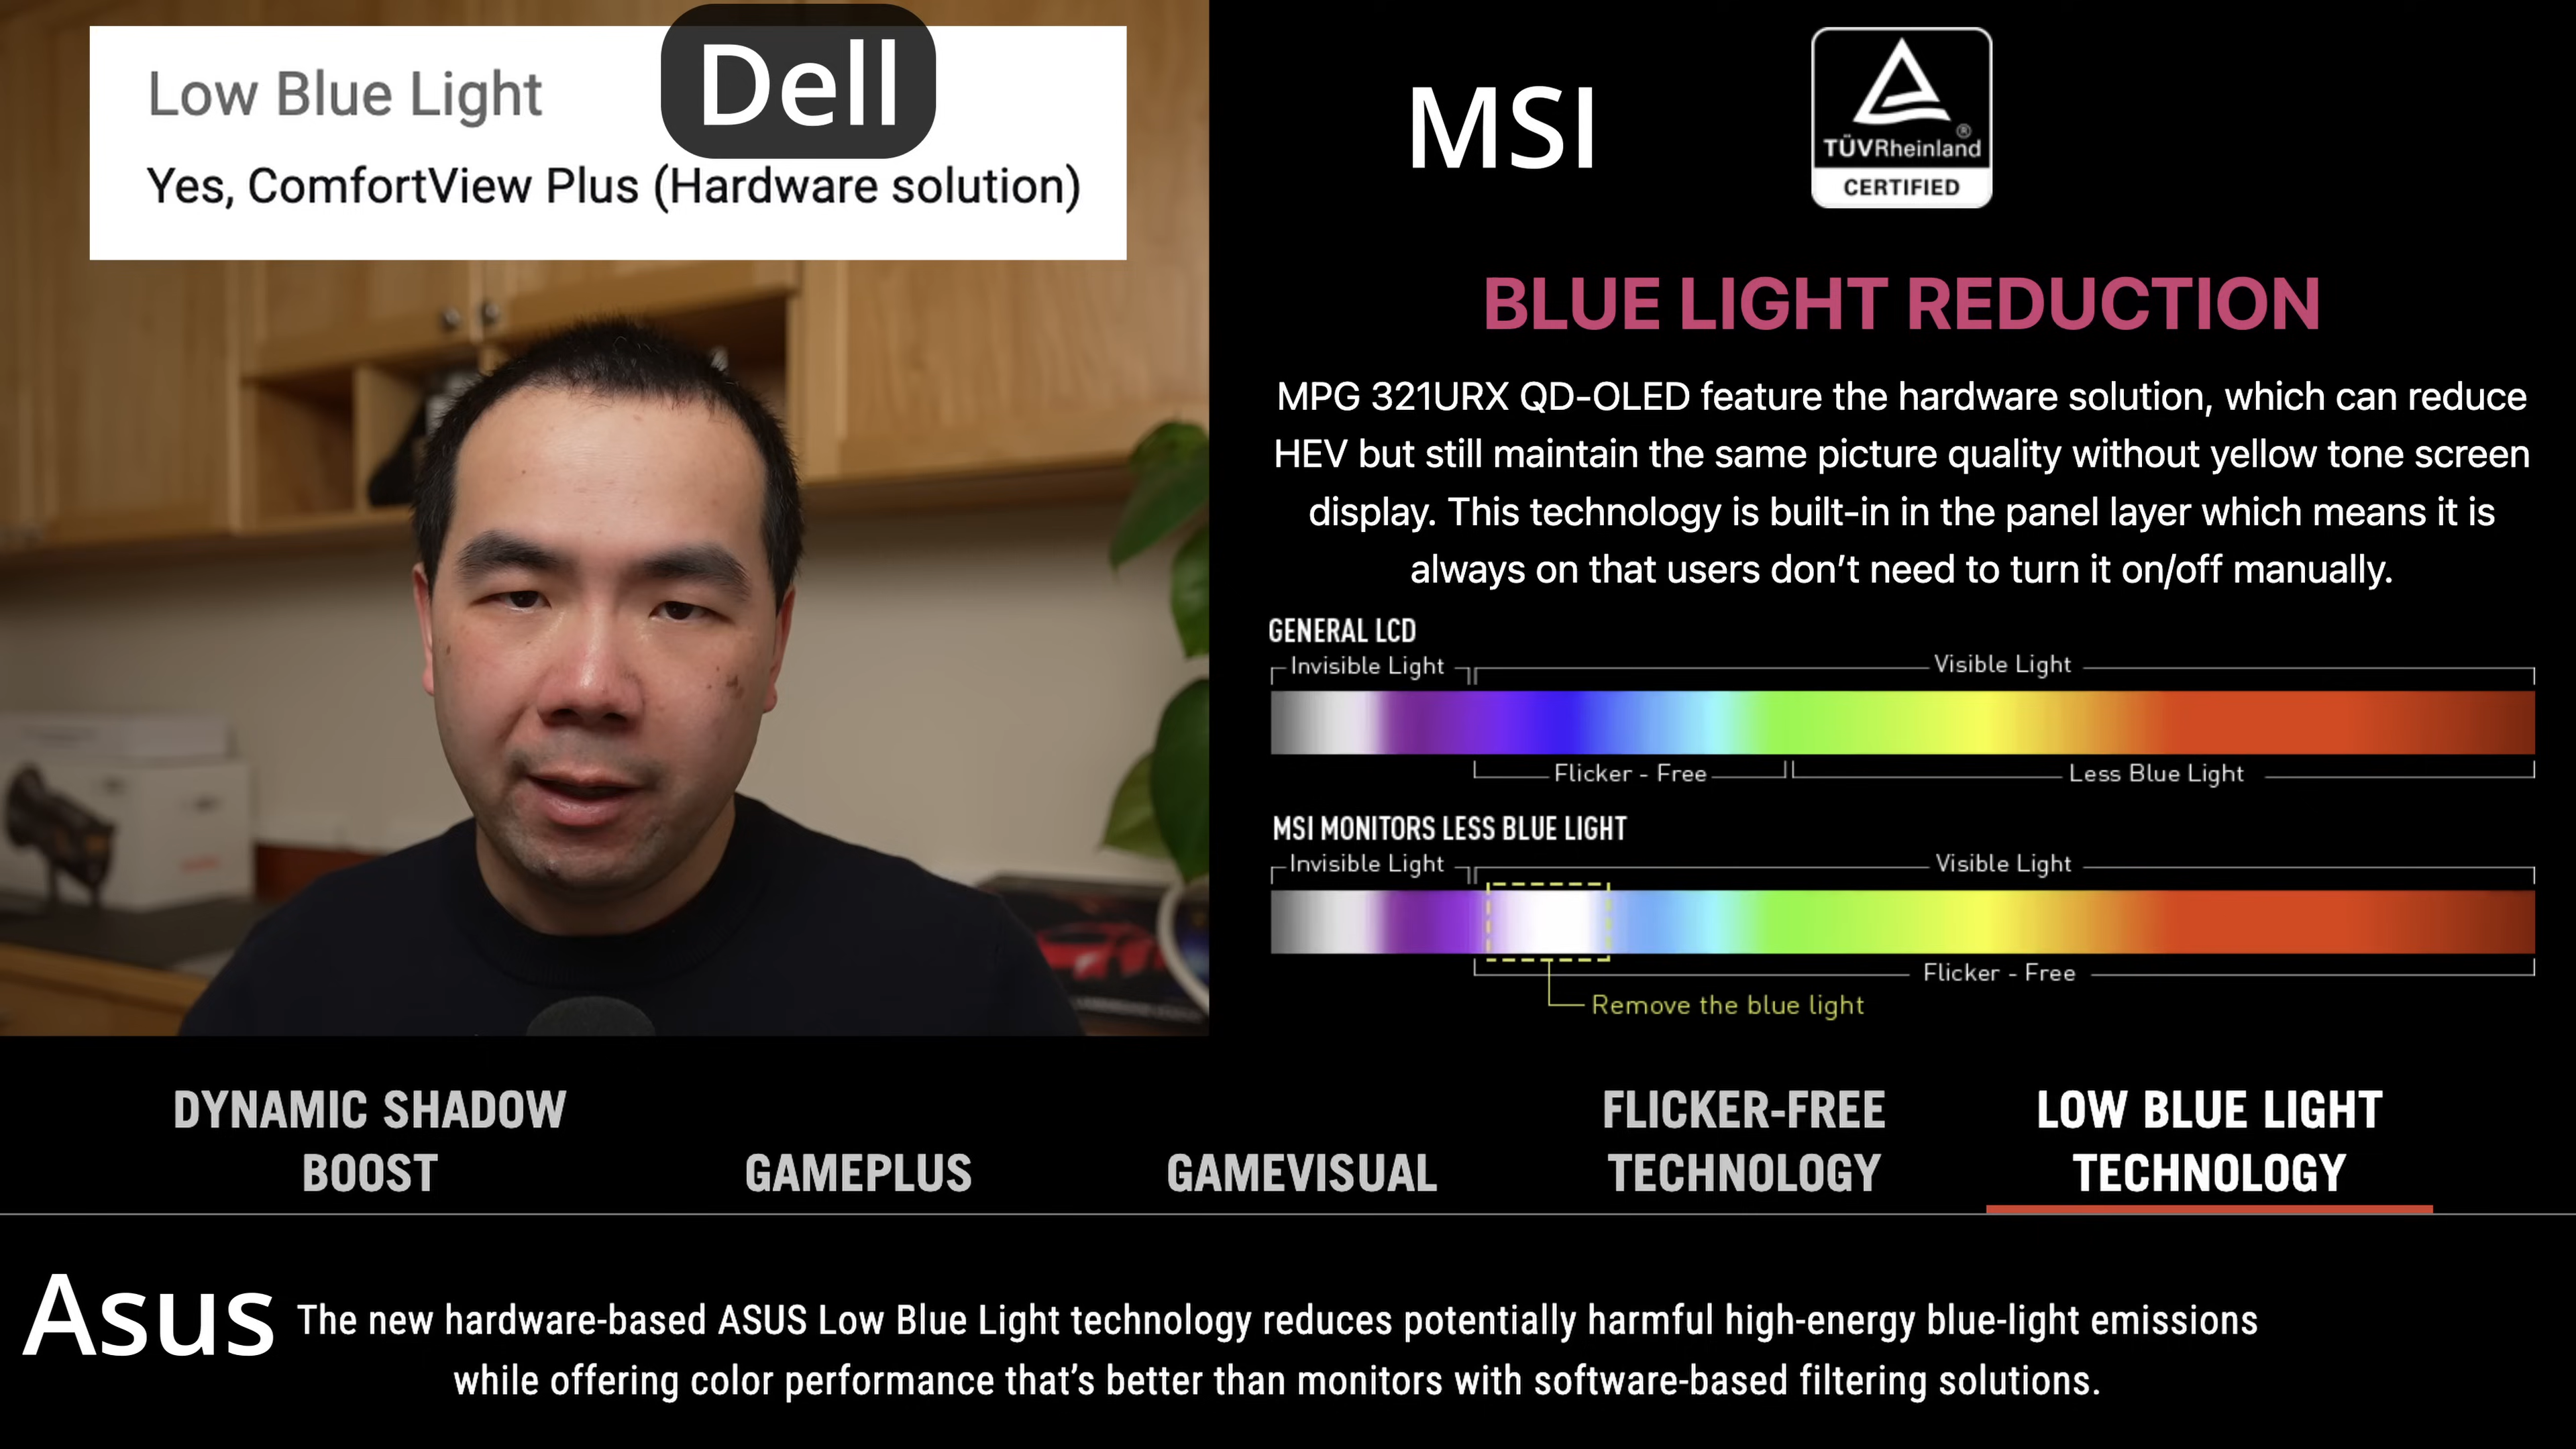 Low Blue Light
Dell
Yes, ComfortView Plus (Hardware solution)
MSI
TÜVRheinland®
CERTIFIED
BLUE LIGHT REDUCTION
MPG 321URX QD-OLED feature the hardware solution, which can reduce
HEV but still maintain the same picture quality without yellow tone screen
display. This technology is built-in in the panel layer which means it is
always on that users don't need to turn it on/off manually.
GENERAL LCD
Invisible Light
Visible Light
Flicker - Free
Less Blue Light
MSI MONITORS LESS BLUE LIGHT
Invisible Light
Visible Light
Flicker - Free
Remove the blue light
DYNAMIC SHADOW
BOOST
GAMEPLUS
GAMEVISUAL
FLICKER-FREE
TECHNOLOGY
LOW BLUE LIGHT
TECHNOLOGY
Asus
The new hardware-based ASUS Low Blue Light technology reduces potentially harmful high-energy blue-light emissions
while offering color performance that's better than monitors with software-based filtering solutions.